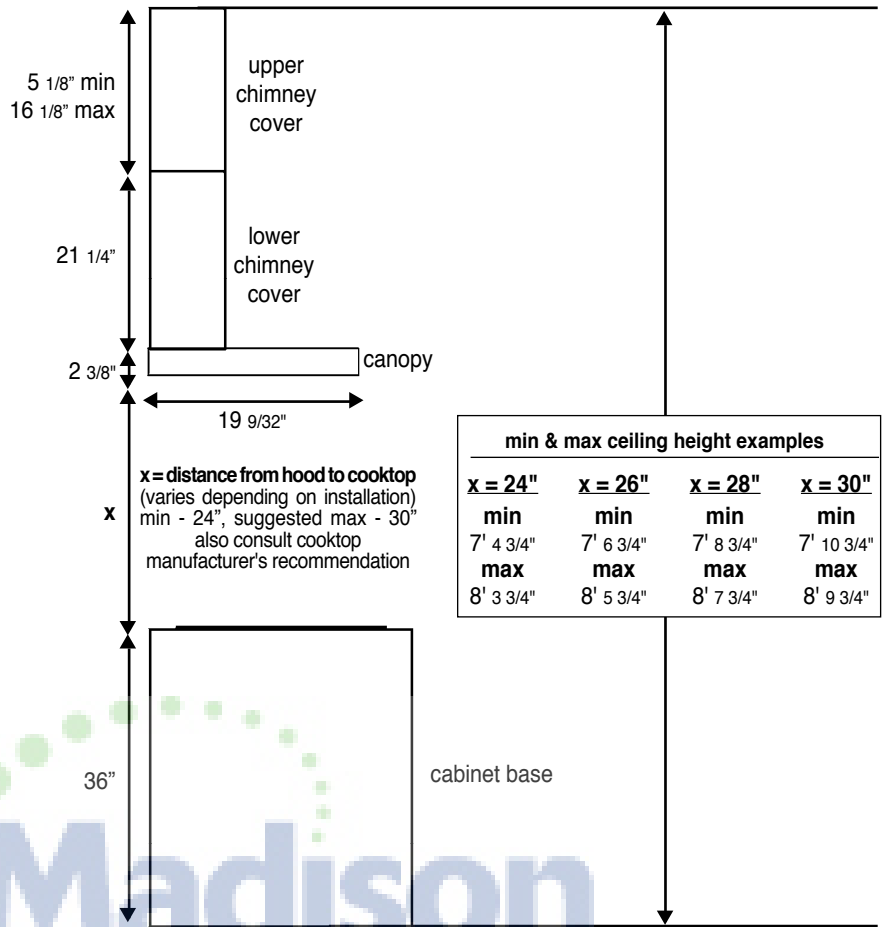 5 1/8" min
16 1/8" max
upper
chimney
cover
21 1/4"
lower
chimney
cover
2 3/8"
canopy
19 9/32"
x
x = distance from hood to cooktop
(varies depending on installation)
min - 24", suggested max - 30"
also consult cooktop
manufacturer's recommendation
min & max ceiling height examples
x = 24" x = 26" x = 28" x = 30"
min min min min
7' 4 3/4" 7' 6 3/4" 7' 8 3/4" 7' 10 3/4"
max max max max
8' 3 3/4" 8' 5 3/4" 8' 7 3/4" 8' 9 3/4"
36"
cabinet base
Madison